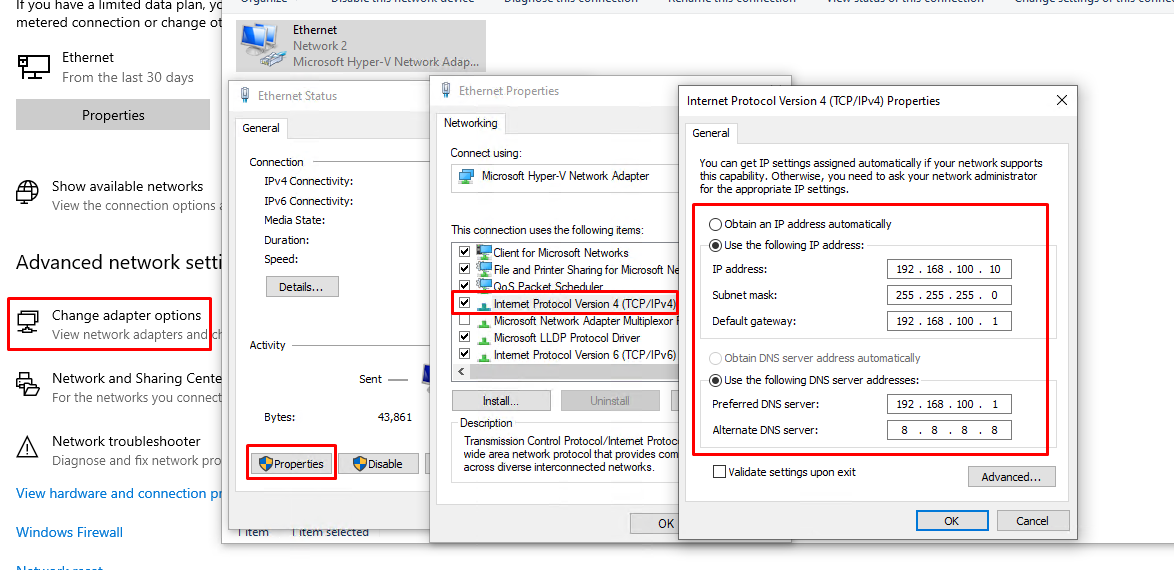 If you have a limited data plan, yo
metered connection or change ot
Ethernet
From the last 30 days
Properties
Show available networks
View the connection options a
Advanced network setti
Change adapter options
View network adapters and ch
Network and Sharing Cente
For the networks you connect
Network troubleshooter
Diagnose and fix network pro
View hardware and connection pr
Windows Firewall
Network reset
Organize
Disable this network device
Diagnose this connection
Rename this connection
View status of this connection
Change settings of this conne
Ethernet
Network 2
Microsoft Hyper-V Network Adap...
1 item
1 item selected
Ethernet Status
General
Connection
IPv4 Connectivity:
IPv6 Connectivity:
Media State:
Duration:
Speed:
Details...
Activity
Sent
Bytes: 43,861
Properties
Disable
Ethernet Properties
Networking
Connect using:
Microsoft Hyper-V Network Adapter
This connection uses the following items:
Client for Microsoft Networks
File and Printer Sharing for Microsoft Ne
QoS Packet Scheduler
Internet Protocol Version 4 (TCP/IPv4)
Microsoft Network Adapter Multiplexor P
Microsoft LLDP Protocol Driver
Internet Protocol Version 6 (TCP/IPv6)
Install...
Uninstall
Description
Transmission Control Protocol/Internet Protoc
wide area network protocol that provides com
across diverse interconnected networks.
OK
Internet Protocol Version 4 (TCP/IPv4) Properties
General
You can get IP settings assigned automatically if your network supports
this capability. Otherwise, you need to ask your network administrator
for the appropriate IP settings.
Obtain an IP address automatically
Use the following IP address:
IP address: 192 . 168 . 100 . 10
Subnet mask: 255 . 255 . 255 . 0
Default gateway: 192 . 168 . 100 . 1
Obtain DNS server address automatically
Use the following DNS server addresses:
Preferred DNS server: 192 . 168 . 100 . 1
Alternate DNS server: 8 . 8 . 8 . 8
Validate settings upon exit
Advanced...
OK
Cancel